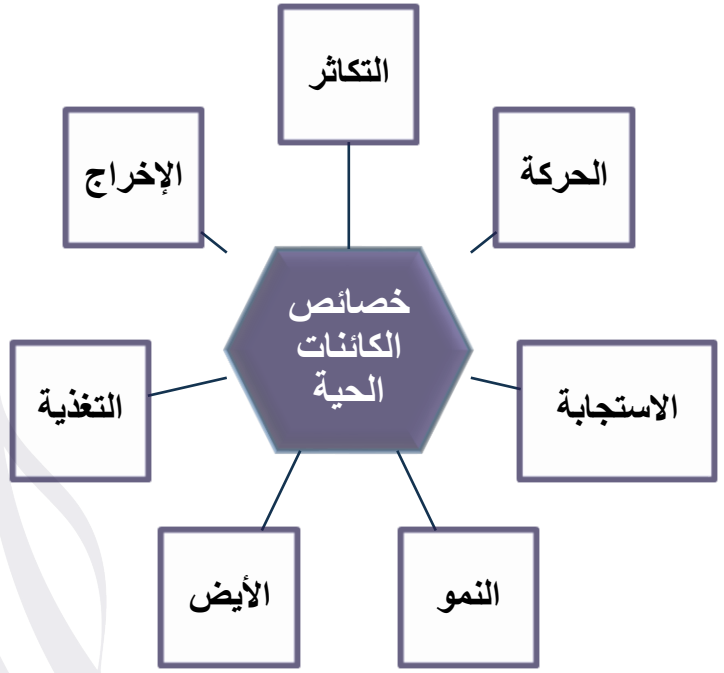 التكاثر
الحركة
الإخراج
خصائص
الكائنات
الحية
الاستجابة
التغذية
النمو
الأيض